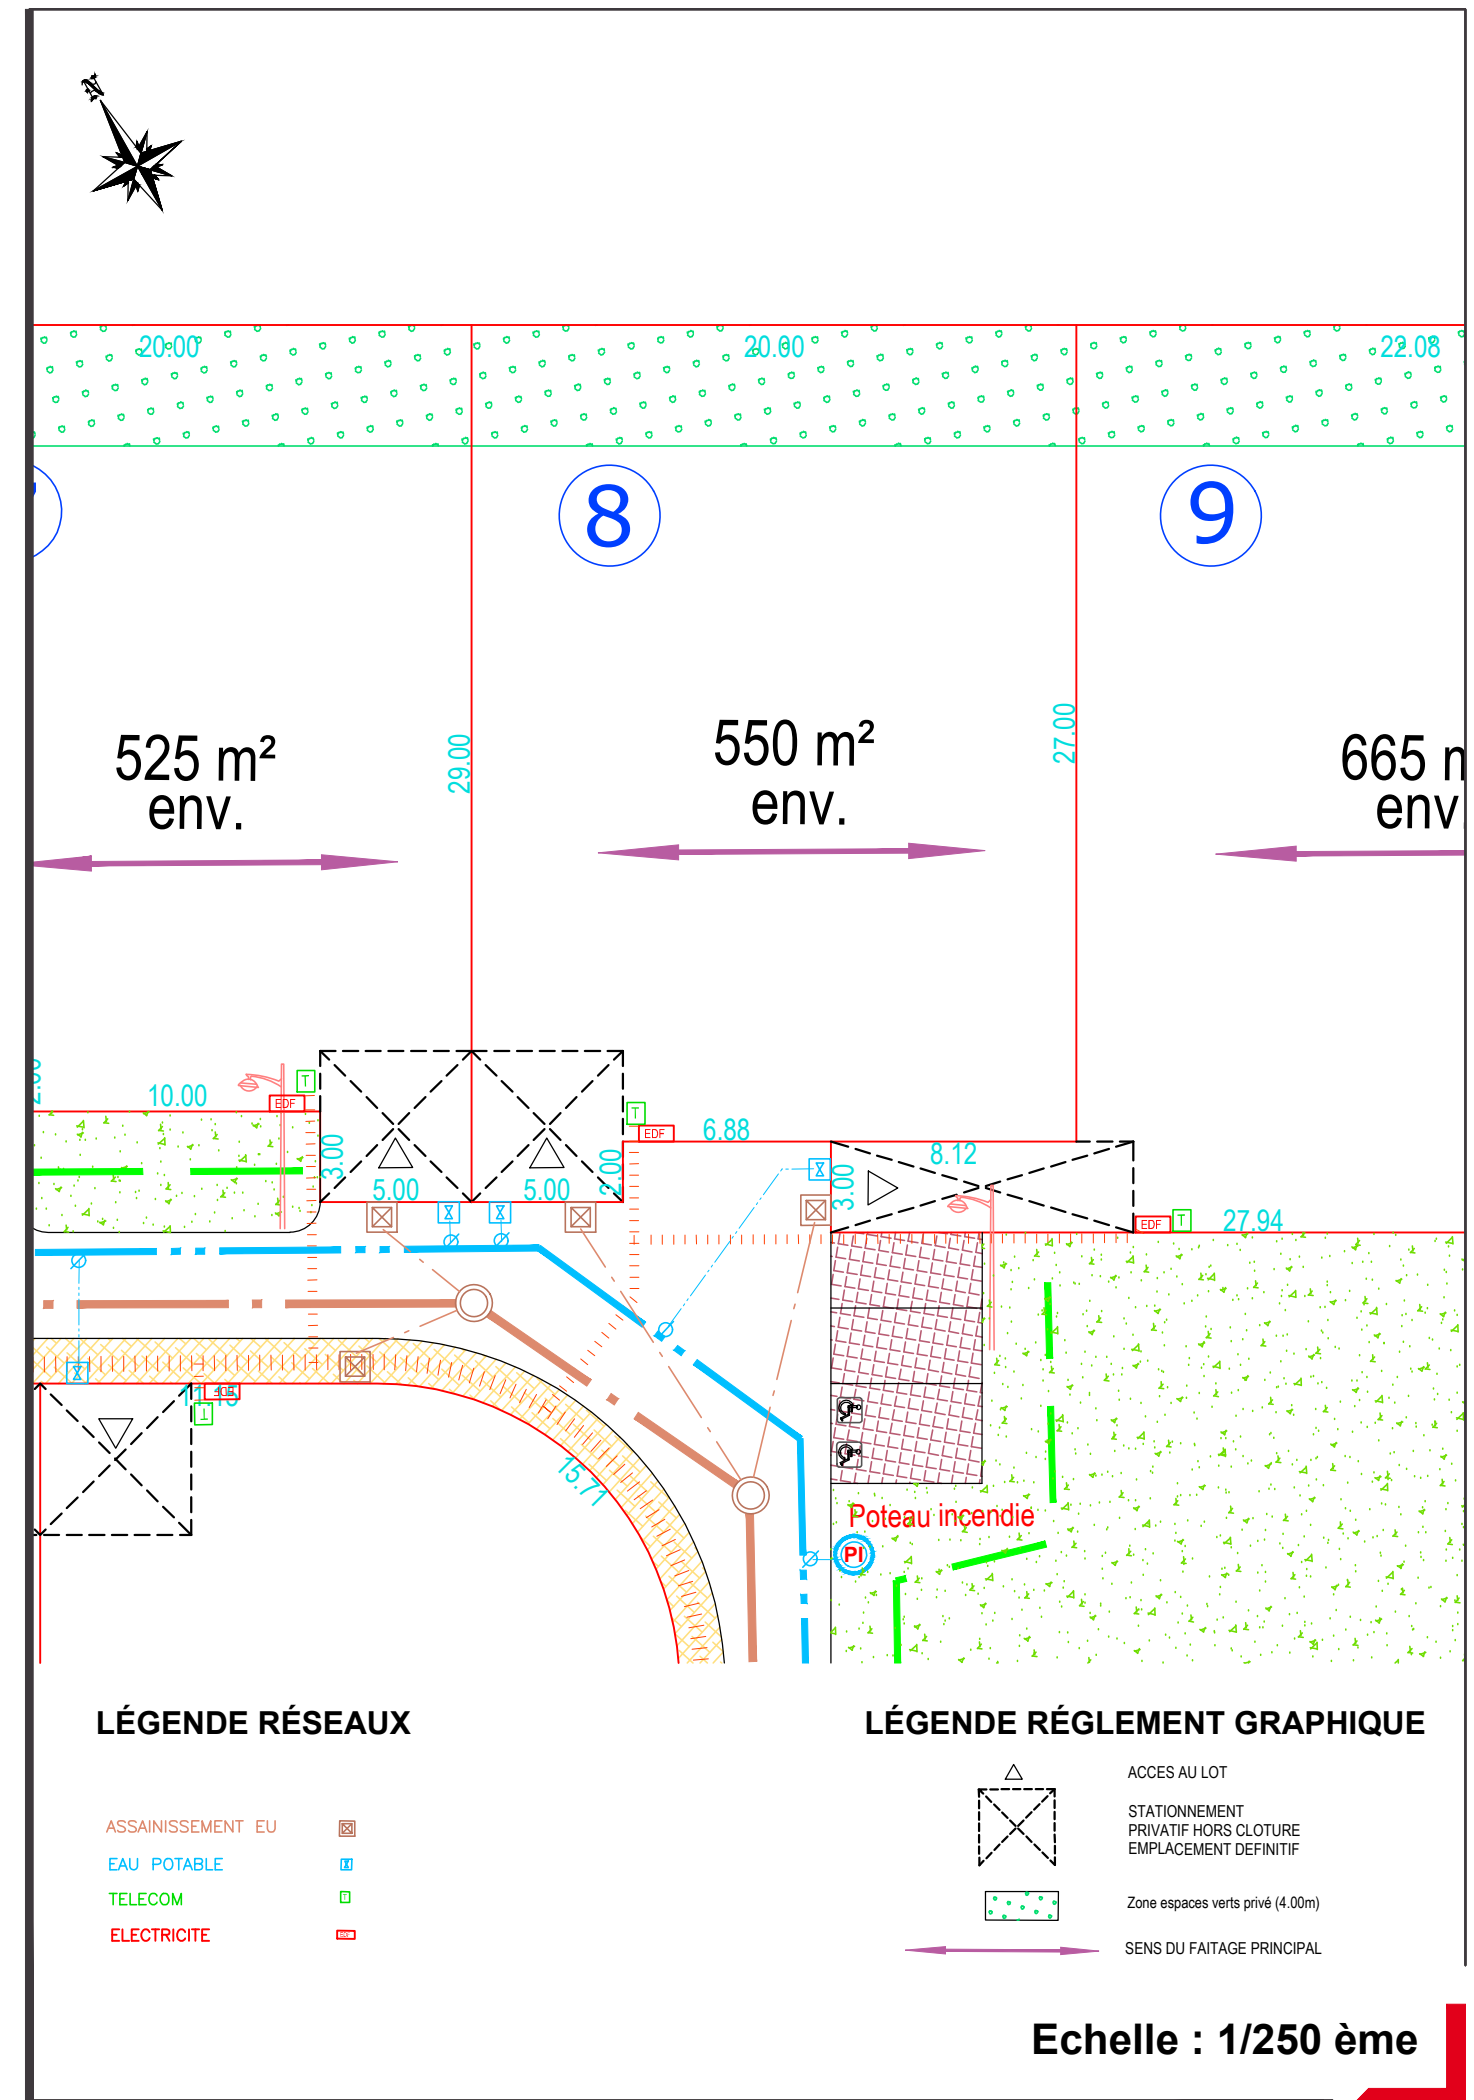 N
20.00
20.00
22.08
8
9
525 m²
env.
29.00
550 m²
env.
27.00
665 m
env
10.00
T
EDF
3.00
5.00
5.00
2.00
T
EDF
6.88
3.00
8.12
EDF
T
27.94
EDF
11.15
T
15.71
Poteau incendie
PI
LÉGENDE RÉSEAUX
ASSAINISSEMENT EU
EAU POTABLE
TELECOM
T
ELECTRICITE
EDF
LÉGENDE RÉGLEMENT GRAPHIQUE
ACCES AU LOT
STATIONNEMENT
PRIVATIF HORS CLOTURE
EMPLACEMENT DEFINITIF
Zone espaces verts privé (4.00m)
SENS DU FAITAGE PRINCIPAL
Echelle : 1/250 ème